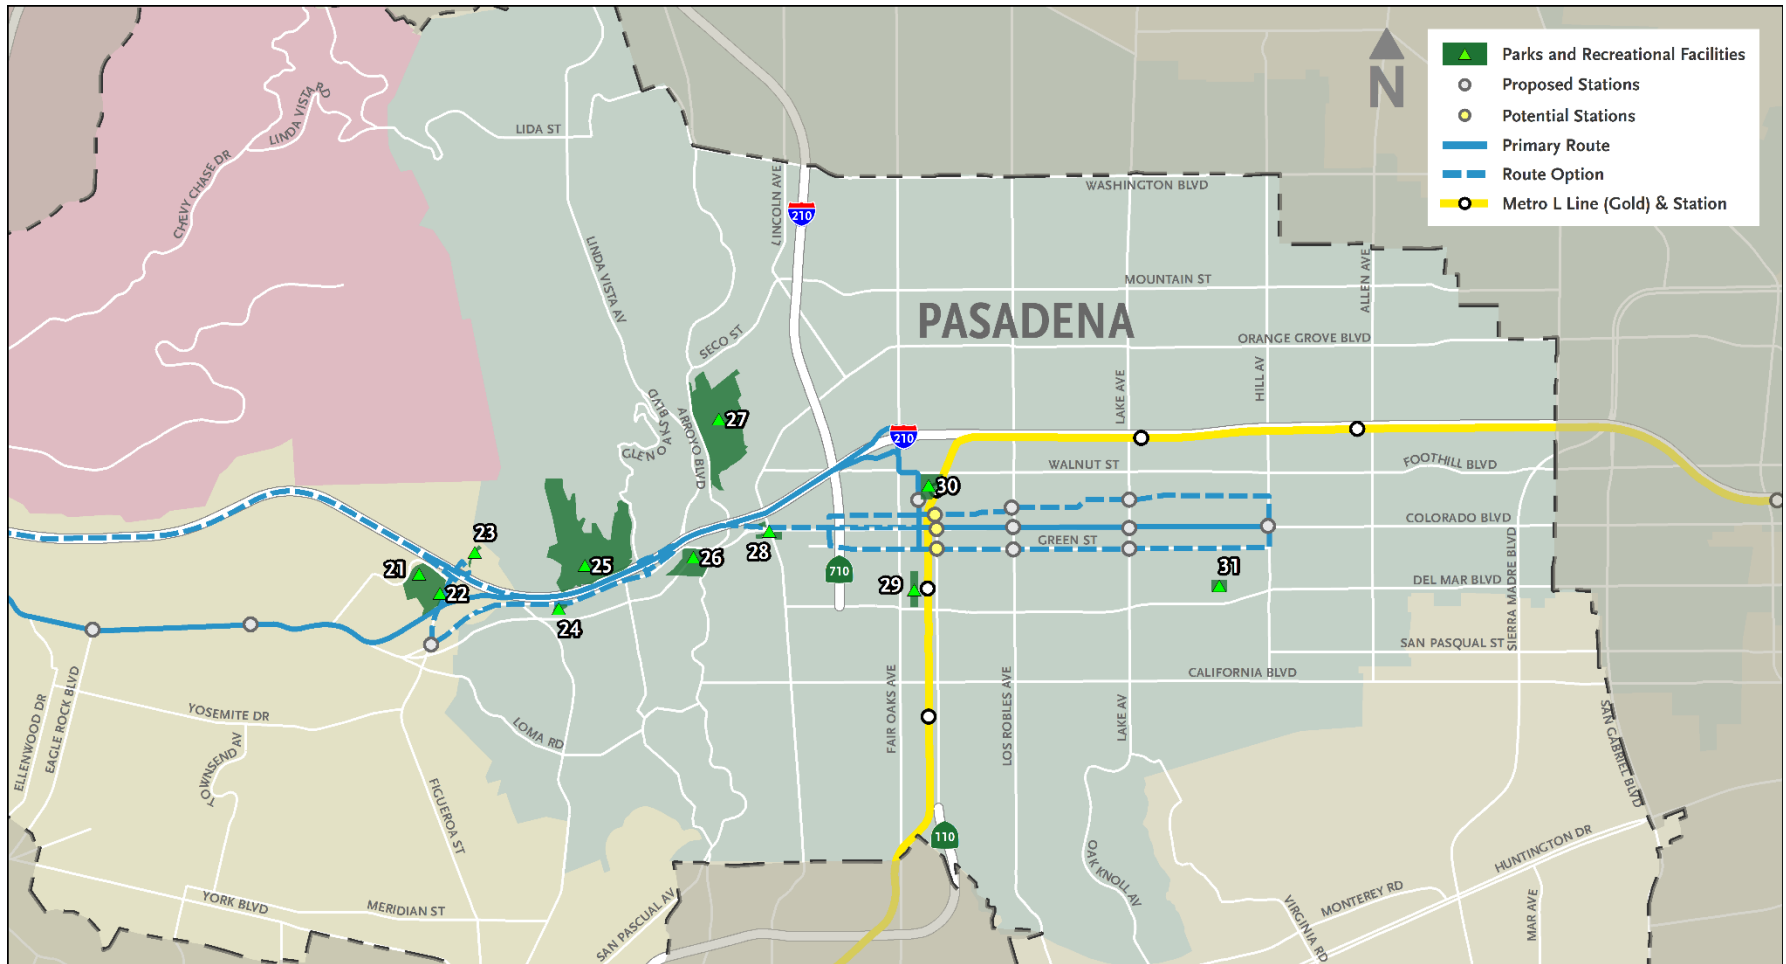 Parks and Recreational Facilities
Proposed Stations
Potential Stations
Primary Route
Route Option
Metro L Line (Gold) & Station
N
LINDA VISTA RD
LIDA ST
CHEVY CHASE DR
LINCOLN AVE
WASHINGTON BLVD
210
LINDA VISTA AV
ALLEN AVE
MOUNTAIN ST
PASADENA
SECO ST
ORANGE GROVE BLVD
HILL AV
LAKE AVE
GLENOAKS BLVD
ARROYO BLVD
27
210
WALNUT ST
FOOTHILL BLVD
30
COLORADO BLVD
GREEN ST
23
28
26
25
21
22
24
710
29
31
DEL MAR BLVD
SIERRA MADRE BLVD
SAN PASQUAL ST
CALIFORNIA BLVD
ELLENWOOD DR
EAGLE ROCK BLVD
YOSEMITE DR
TOWNSEND AV
LOMA RD
FIGUEROA ST
FAIR OAKS AVE
LOS ROBLES AVE
LAKE AV
SAN GABRIEL BLVD
110
OAK KNOLL AV
HUNTINGTON DR
MONTEREY RD
YORK BLVD
MERIDIAN ST
SAN PASCUAL AV
VIRGINIA RD
MAR AVE